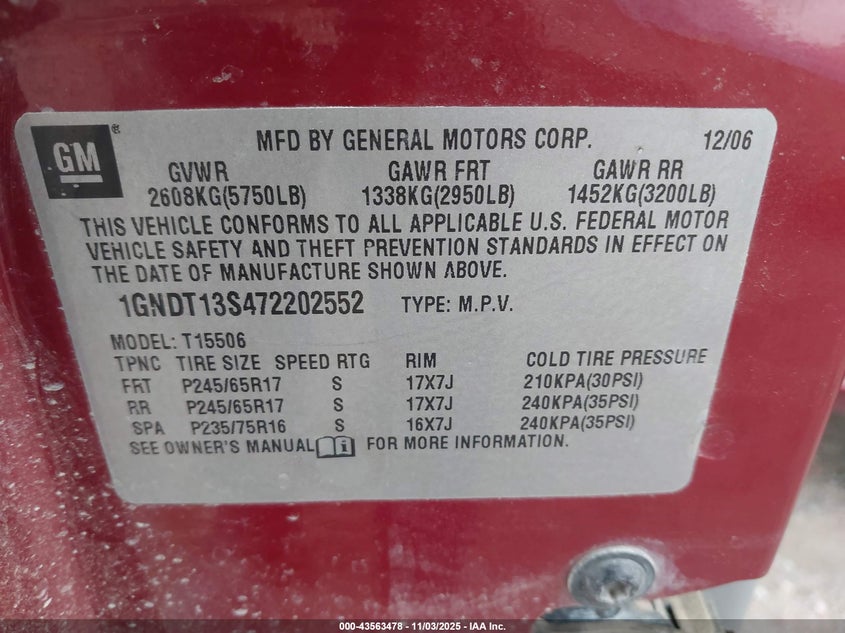 GM ®
MFD BY GENERAL MOTORS CORP. 12/06
GVWR GAWR FRT GAWR RR
2608KG(5750LB) 1338KG(2950LB) 1452KG(3200LB)
THIS VEHICLE CONFORMS TO ALL APPLICABLE U.S. FEDERAL MOTOR
VEHICLE SAFETY AND THEFT PREVENTION STANDARDS IN EFFECT ON
THE DATE OF MANUFACTURE SHOWN ABOVE.
1GNDT13S472202552 TYPE: M.P.V.
MODEL: T15506
TPNC TIRE SIZE SPEED RTG RIM COLD TIRE PRESSURE
FRT P245/65R17 S 17X7J 210KPA(30PSI)
RR P245/65R17 S 17X7J 240KPA(35PSI)
SPA P235/75R16 S 16X7J 240KPA(35PSI)
SEE OWNER'S MANUAL i FOR MORE INFORMATION.
000-43563478 - 11/03/2025 - IAA Inc.